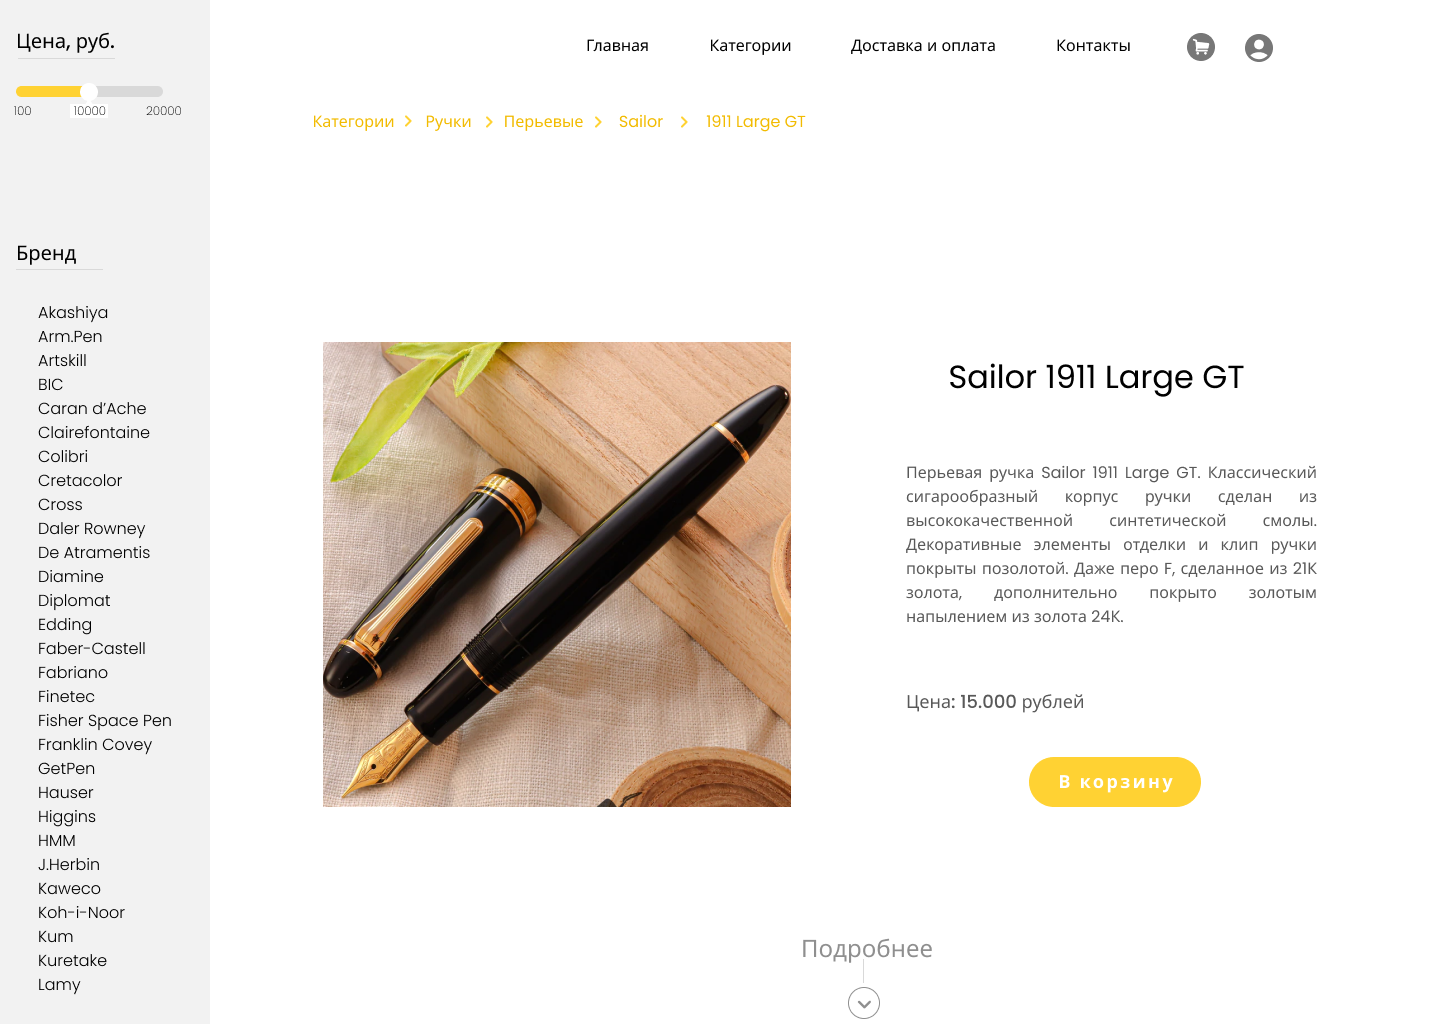 Цена, руб.
100
10000
20000
Бренд
Akashiya
Arm.Pen
Artskill
BIC
Caran d’Ache
Clairefontaine
Colibri
Cretacolor
Cross
Daler Rowney
De Atramentis
Diamine
Diplomat
Edding
Faber-Castell
Fabriano
Finetec
Fisher Space Pen
Franklin Covey
GetPen
Hauser
Higgins
HMM
J.Herbin
Kaweco
Koh-i-Noor
Kum
Kuretake
Lamy
Главная Категории Доставка и оплата Контакты
Категории Ручки Перьевые Sailor 1911 Large GT
Sailor 1911 Large GT
Перьевая ручка Sailor 1911 Large GT. Классический
сигарообразный корпус ручки сделан из
высококачественной синтетической смолы.
Декоративные элементы отделки и клип ручки
покрыты позолотой. Даже перо F, сделанное из 21К
золота, дополнительно покрыто золотым
напылением из золота 24К.
Цена: 15.000 рублей
В корзину
Подробнее